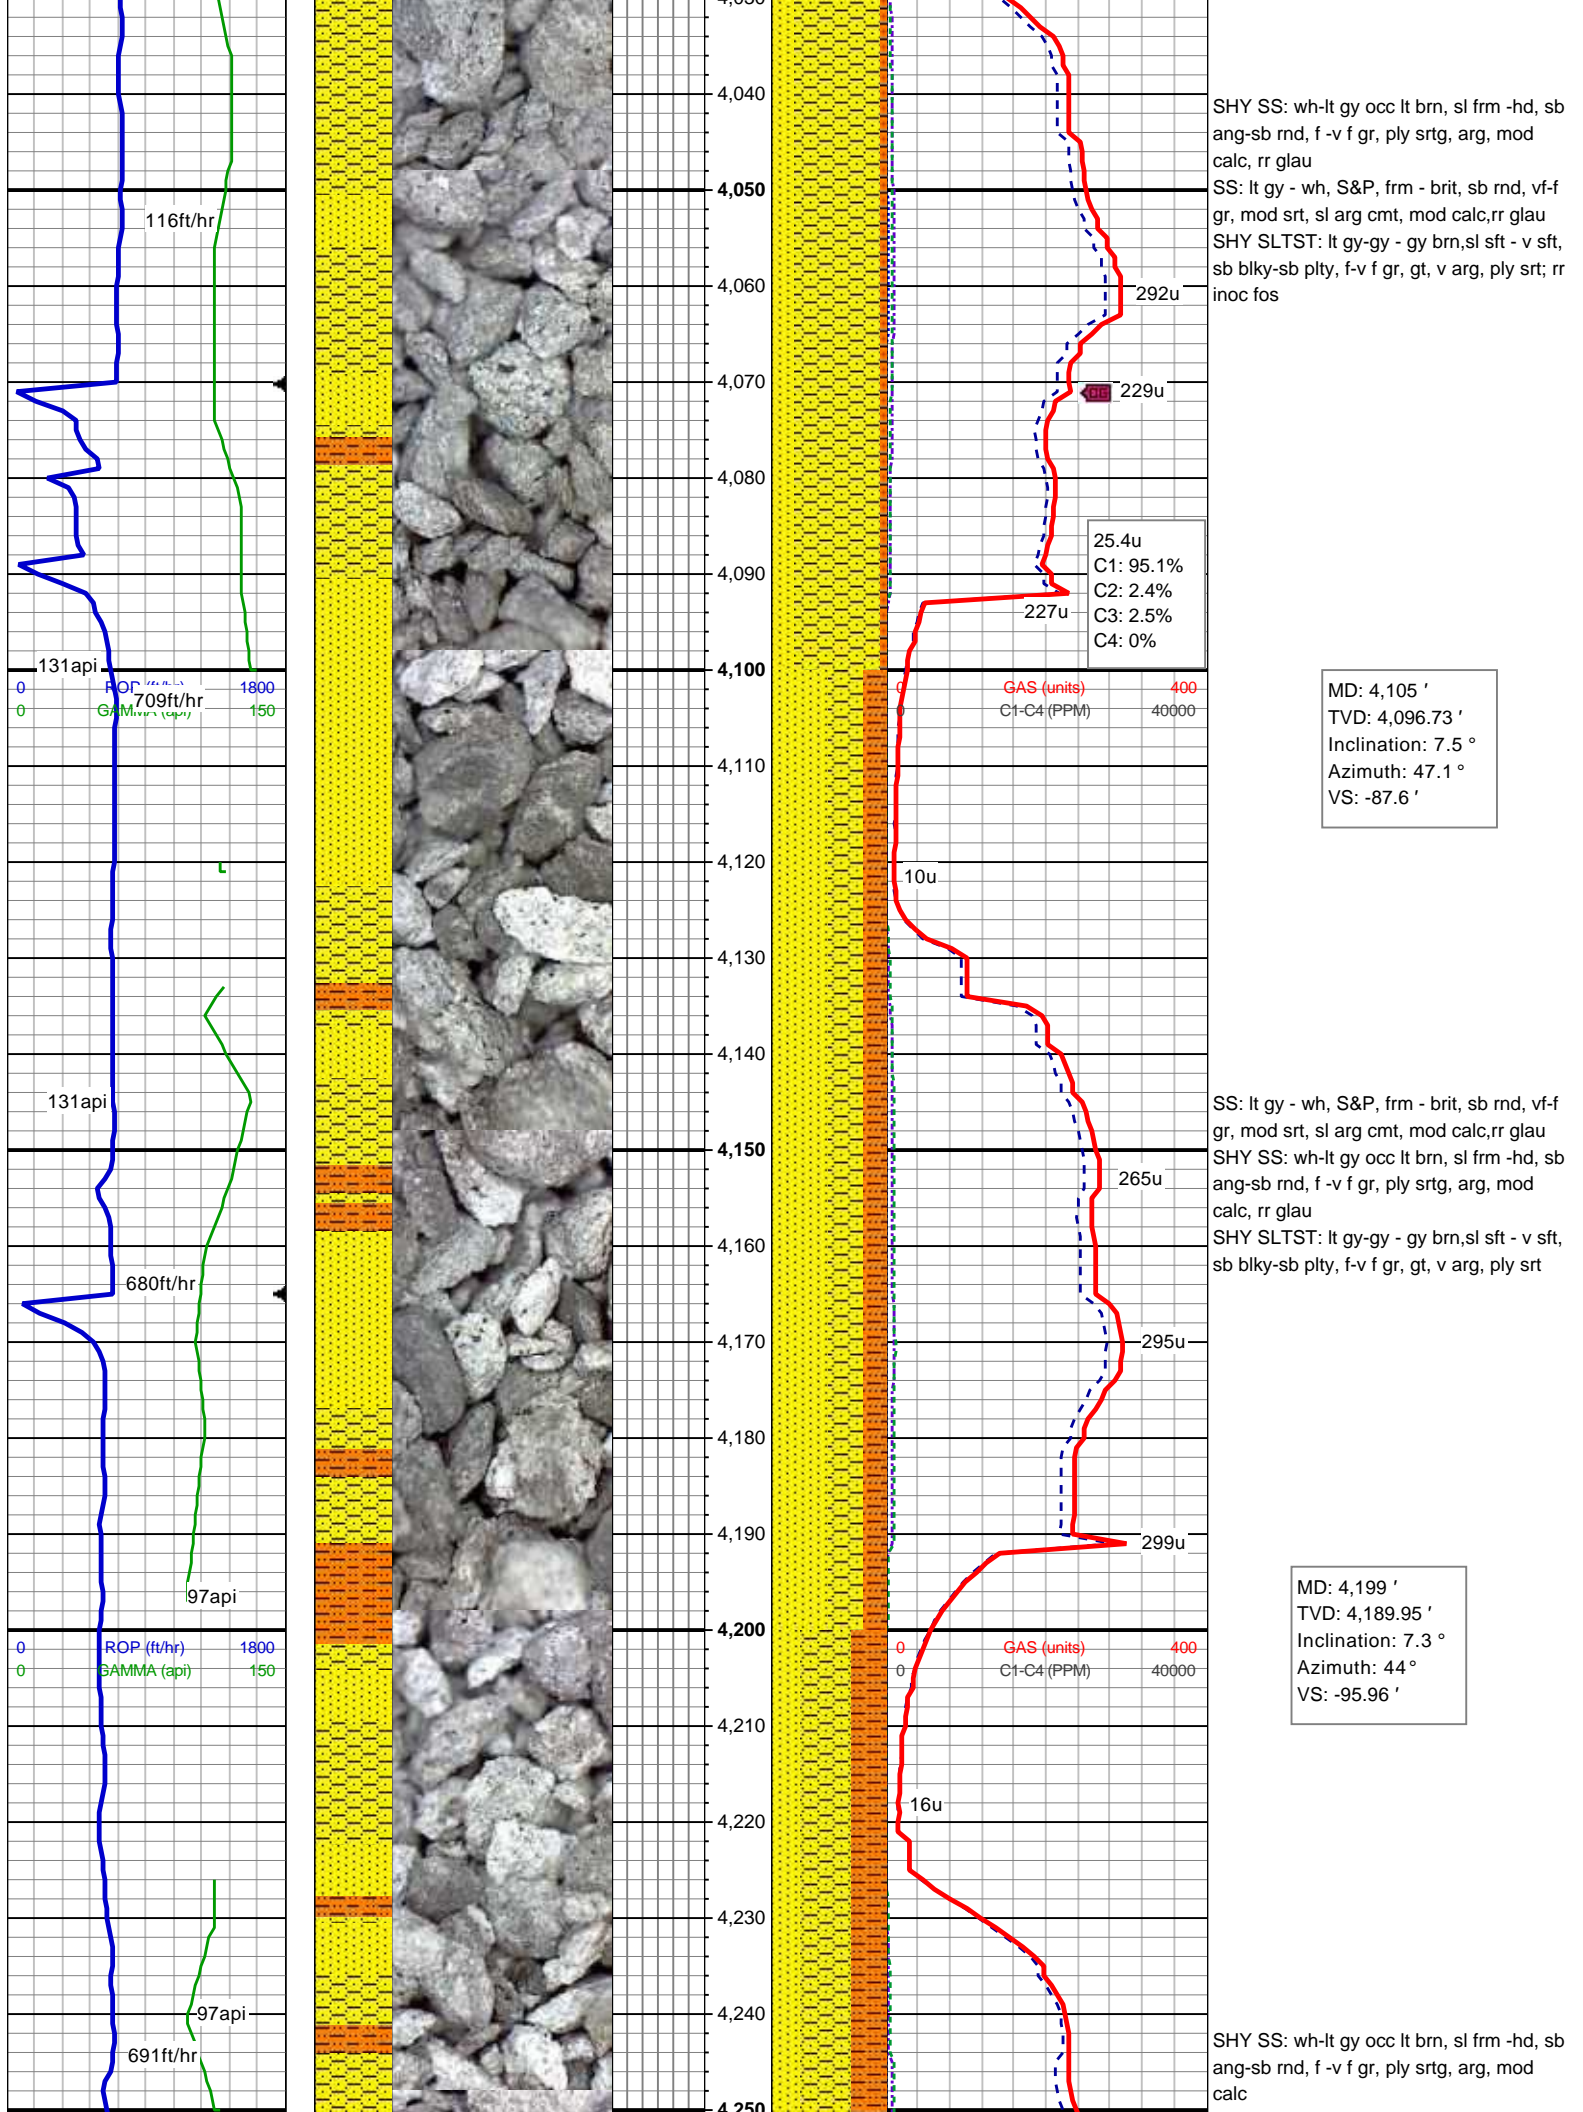 4,040
SHY SS: wh-lt gy occ lt brn, sl frm -hd, sb
ang-sb rnd, f -v f gr, ply srtg, arg, mod
calc, rr glau
4,050
SS: lt gy - wh, S&P, frm - brit, sb rnd, vf-f
gr, mod srt, sl arg cmt, mod calc,rr glau
116ft/hr
SHY SLTST: lt gy-gy - gy brn,sl sft - v sft,
sb blky-sb plty, f-v f gr, gt, v arg, ply srt; rr
inoc fos
4,060
292u
4,070
229u
4,080
25.4u
C1: 95.1%
C2: 2.4%
C3: 2.5%
C4: 0%
4,090
227u
131api
4,100
0 ROP (ft/hr) 1800
709ft/hr
0 GAMMA (api) 150
0 GAS (units) 400
0 C1-C4 (PPM) 40000
MD: 4,105 '
TVD: 4,096.73 '
Inclination: 7.5 °
Azimuth: 47.1 °
VS: -87.6 '
4,110
4,120
10u
4,130
4,140
131api
SS: lt gy - wh, S&P, frm - brit, sb rnd, vf-f
gr, mod srt, sl arg cmt, mod calc,rr glau
4,150
SHY SS: wh-lt gy occ lt brn, sl frm -hd, sb
ang-sb rnd, f -v f gr, ply srtg, arg, mod
calc, rr glau
265u
SHY SLTST: lt gy-gy - gy brn,sl sft - v sft,
sb blky-sb plty, f-v f gr, gt, v arg, ply srt
4,160
680ft/hr
4,170
295u
4,180
4,190
299u
97api
MD: 4,199 '
TVD: 4,189.95 '
Inclination: 7.3 °
Azimuth: 44 °
VS: -95.96 '
4,200
0 ROP (ft/hr) 1800
0 GAMMA (api) 150
0 GAS (units) 400
0 C1-C4 (PPM) 40000
4,210
4,220
16u
4,230
4,240
97api
691ft/hr
SHY SS: wh-lt gy occ lt brn, sl frm -hd, sb
ang-sb rnd, f -v f gr, ply srtg, arg, mod
calc
4,250